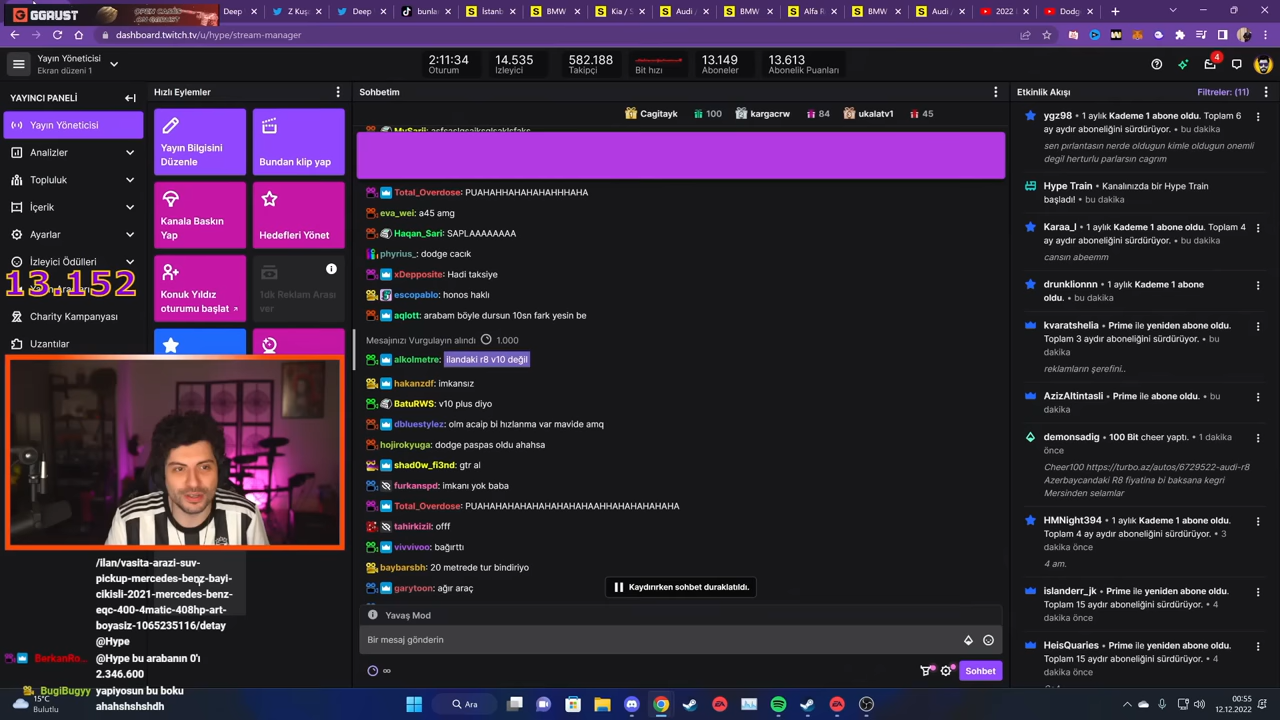 GGRUST
OPEN CASES
Deep
Z Kuş
Deep
bunla
İstanb
BMW
Kia / S
Audi
BMW
Alfa R
BMW
Audi
2022
Dodg
dashboard.twitch.tv/u/hype/stream-manager
Yayın Yöneticisi
Ekran düzeni 1
2:11:34
Oturum
14.535
İzleyici
582.188
Takipçi
Bit hızı
13.149
Aboneler
13.613
Abonelik Puanları
4
YAYINCI PANELİ
Yayın Yöneticisi
Analizler
Topluluk
İçerik
Ayarlar
İzleyici Ödülleri
13.152
Charity Kampanyası
Uzantılar
Hızlı Eylemler
Yayın Bilgisini
Düzenle
Bundan klip yap
Kanala Baskın
Yap
Hedefleri Yönet
Konuk Yıldız
oturumu başlat
1dk Reklam Arası
ver
Sohbetim
Cagitayk 100
kargacrw 84
ukalatv1 45
MySarii: asfsaslgsajksglsaklsfaks
Total_Overdose: PUAHAHHAHAHAHAHHHAHA
eva_wei: a45 amg
Haqan_Sari: SAPLAAAAAAAA
phyrius_: dodge cacık
xDepposite: Hadi taksiye
escopablo: honos haklı
aqlott: arabam böyle dursun 10sn fark yesin be
Mesajınızı Vurgulayın alındı 1.000
alkolmetre: ilandaki r8 v10 değil
hakanzdf: imkansız
BatuRWS: v10 plus diyo
dbluestylez: olm acaip bi hızlanma var mavide amq
hojirokyuga: dodge paspas oldu ahahsa
shad0w_fi3nd: gtr al
furkanspd: imkanı yok baba
Total_Overdose: PUAHAHAHAHAHAHAHAHAAHHAHAHAHAHAHA
tahirkizil: offf
vivvivoo: bağırttı
baybarsbh: 20 metrede tur bindiriyo
garytoon: ağır araç
Kaydırırken sohbet duraklatıldı.
Yavaş Mod
Bir mesaj gönderin
Sohbet
Etkinlik Akışı
Filtreler: (11)
ygz98 • 1 aylık Kademe 1 abone oldu. Toplam 6
ay aydır aboneliğini sürdürüyor. • bu dakika
sen pırlantasın nerde oldugun kimle oldugun onemli
degil herturlu parlarsın cagrım
Hype Train • Kanalınızda bir Hype Train
başladı! • bu dakika
Karaa_I • 1 aylık Kademe 1 abone oldu. Toplam 4
ay aydır aboneliğini sürdürüyor. • bu dakika
cansın abeemm
drunklionnn • 1 aylık Kademe 1 abone
oldu. • bu dakika
kvaratshelia • Prime ile yeniden abone oldu.
Toplam 3 aydır aboneliğini sürdürüyor. • bu
dakika
reklamların şerefini..
AzizAltintasli • Prime ile abone oldu. • bu
dakika
demonsadig • 100 Bit cheer yaptı. • 1 dakika
önce
Cheer100 https://turbo.az/autos/6729522-audi-r8
Azerbaycandaki R8 fiyatina bi baksana kegri
Mersinden selamlar
HMNight394 • 1 aylık Kademe 1 abone oldu.
Toplam 4 ay aydır aboneliğini sürdürüyor. • 3
dakika önce
4 am.
islanderr_jk • Prime ile yeniden abone oldu.
Toplam 15 aydır aboneliğini sürdürüyor. • 4
dakika önce
HeisQuaries • Prime ile yeniden abone oldu.
Toplam 15 aydır aboneliğini sürdürüyor. • 4
/ilan/vasita-arazi-suv-
pickup-mercedes-benz-bayi-
cikisli-2021-mercedes-benz-
eqc-400-4matic-408hp-art-
boyasiz-1065235116/detay
@Hype
BerkanRo... @Hype bu arabanın 0'ı
2.346.600
BugiBugyy yapiyosun bu boku
ahahshshshdh
15°C
Bulutlu
Ara
00:55
12.12.2022